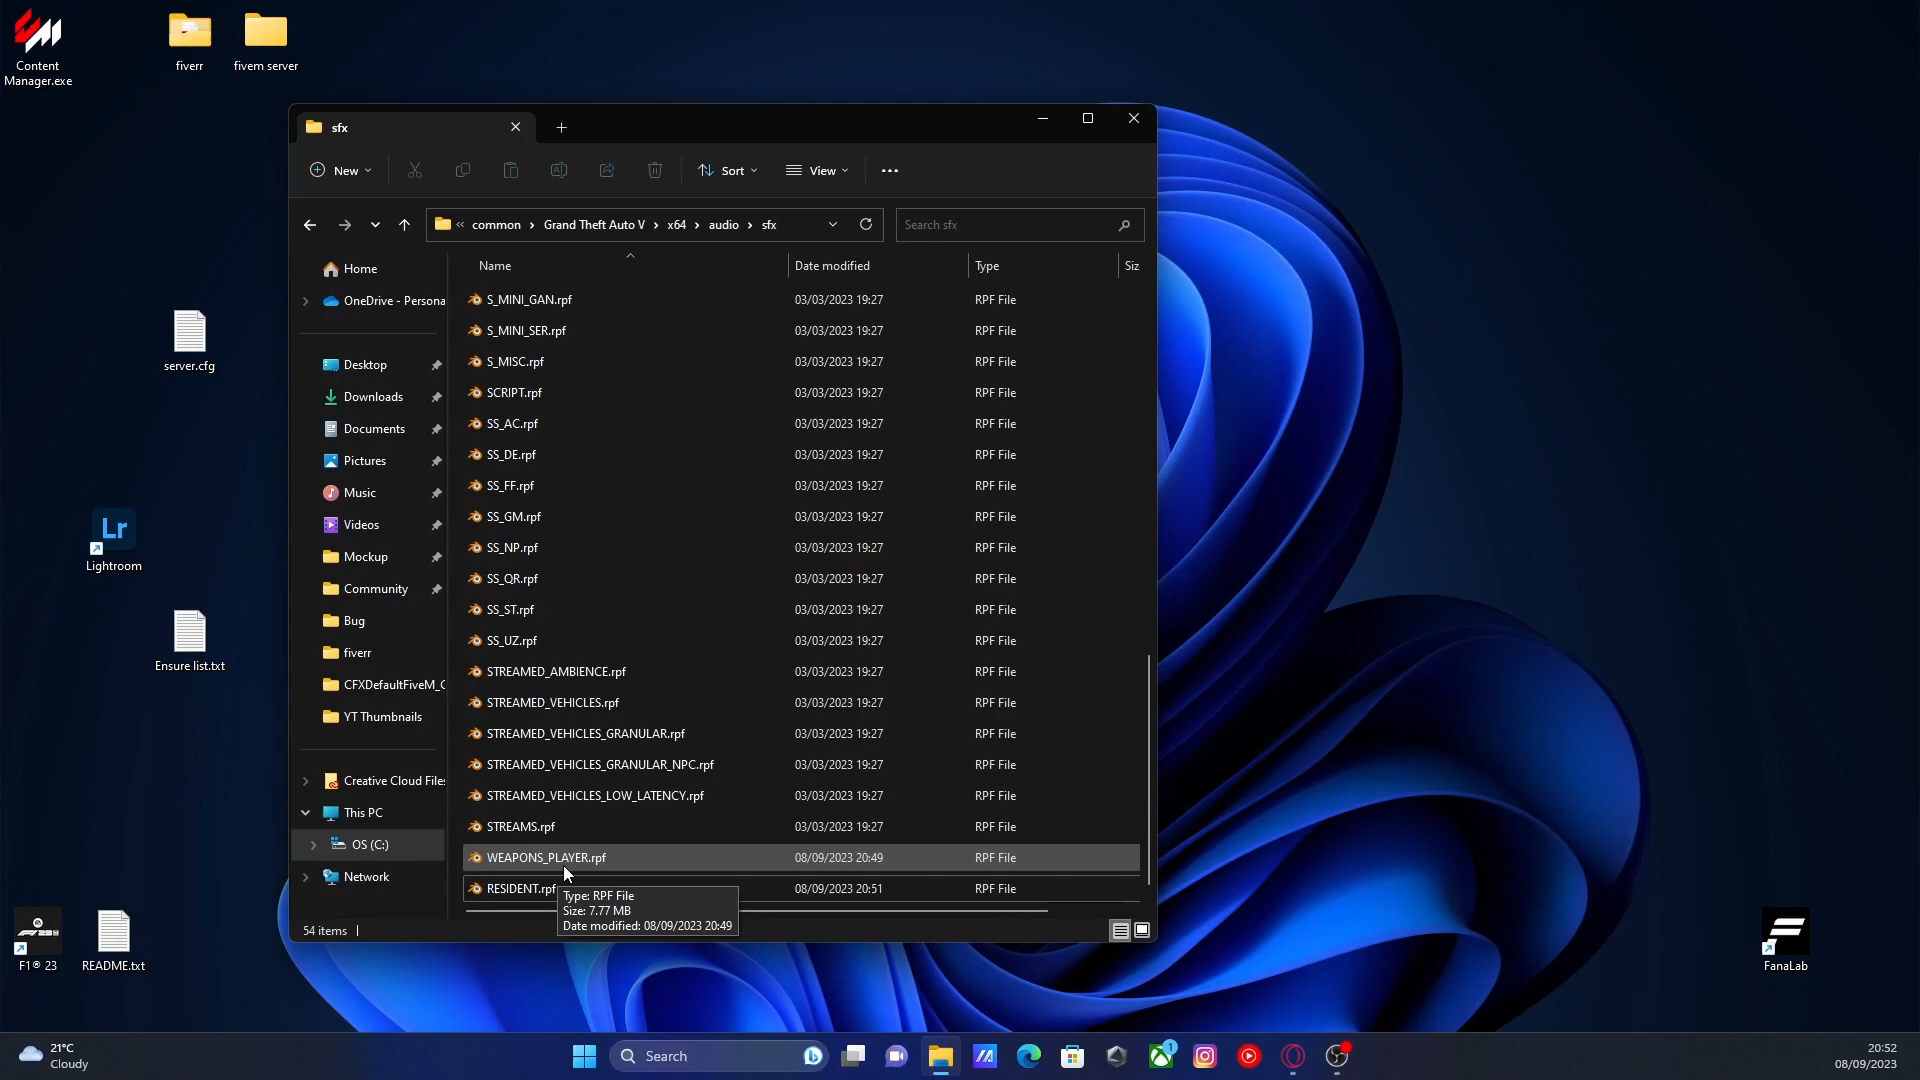 Content
Manager.exe
fiverr
fivem server
server.cfg
Lr
Lightroom
Ensure list.txt
F1® 23
README.txt
FanaLab
sfx
New
Sort
View
« common › Grand Theft Auto V › x64 › audio › sfx
Search sfx
Home
OneDrive - Persona
Desktop
Downloads
Documents
Pictures
Music
Videos
Mockup
Community
Bug
fiverr
CFXDefaultFiveM_C
YT Thumbnails
Creative Cloud Files
This PC
OS (C:)
Network
Name Date modified Type Siz
S_MINI_GAN.rpf 03/03/2023 19:27 RPF File
S_MINI_SER.rpf 03/03/2023 19:27 RPF File
S_MISC.rpf 03/03/2023 19:27 RPF File
SCRIPT.rpf 03/03/2023 19:27 RPF File
SS_AC.rpf 03/03/2023 19:27 RPF File
SS_DE.rpf 03/03/2023 19:27 RPF File
SS_FF.rpf 03/03/2023 19:27 RPF File
SS_GM.rpf 03/03/2023 19:27 RPF File
SS_NP.rpf 03/03/2023 19:27 RPF File
SS_QR.rpf 03/03/2023 19:27 RPF File
SS_ST.rpf 03/03/2023 19:27 RPF File
SS_UZ.rpf 03/03/2023 19:27 RPF File
STREAMED_AMBIENCE.rpf 03/03/2023 19:27 RPF File
STREAMED_VEHICLES.rpf 03/03/2023 19:27 RPF File
STREAMED_VEHICLES_GRANULAR.rpf 03/03/2023 19:27 RPF File
STREAMED_VEHICLES_GRANULAR_NPC.rpf 03/03/2023 19:27 RPF File
STREAMED_VEHICLES_LOW_LATENCY.rpf 03/03/2023 19:27 RPF File
STREAMS.rpf 03/03/2023 19:27 RPF File
WEAPONS_PLAYER.rpf 08/09/2023 20:49 RPF File
RESIDENT.rpf 08/09/2023 20:51 RPF File
Type: RPF File
Size: 7.77 MB
Date modified: 08/09/2023 20:49
54 items
21°C
Cloudy
Search
1
20:52
08/09/2023